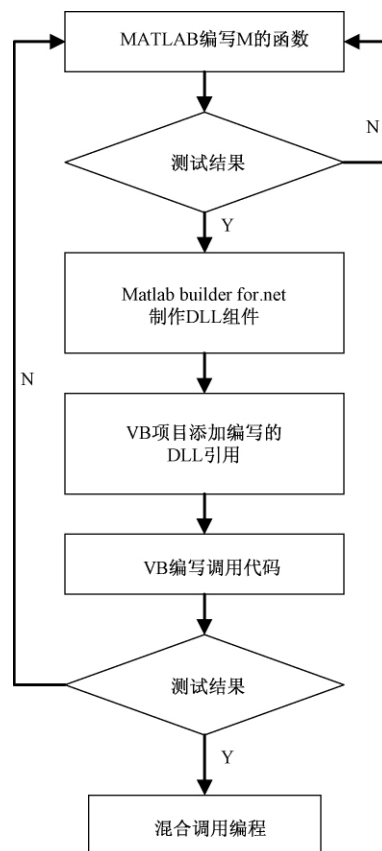 MATLAB编写M的函数
N
测试结果
Y
Matlab builder for.net
制作DLL组件
N
VB项目添加编写的
DLL引用
VB编写调用代码
测试结果
Y
混合调用编程